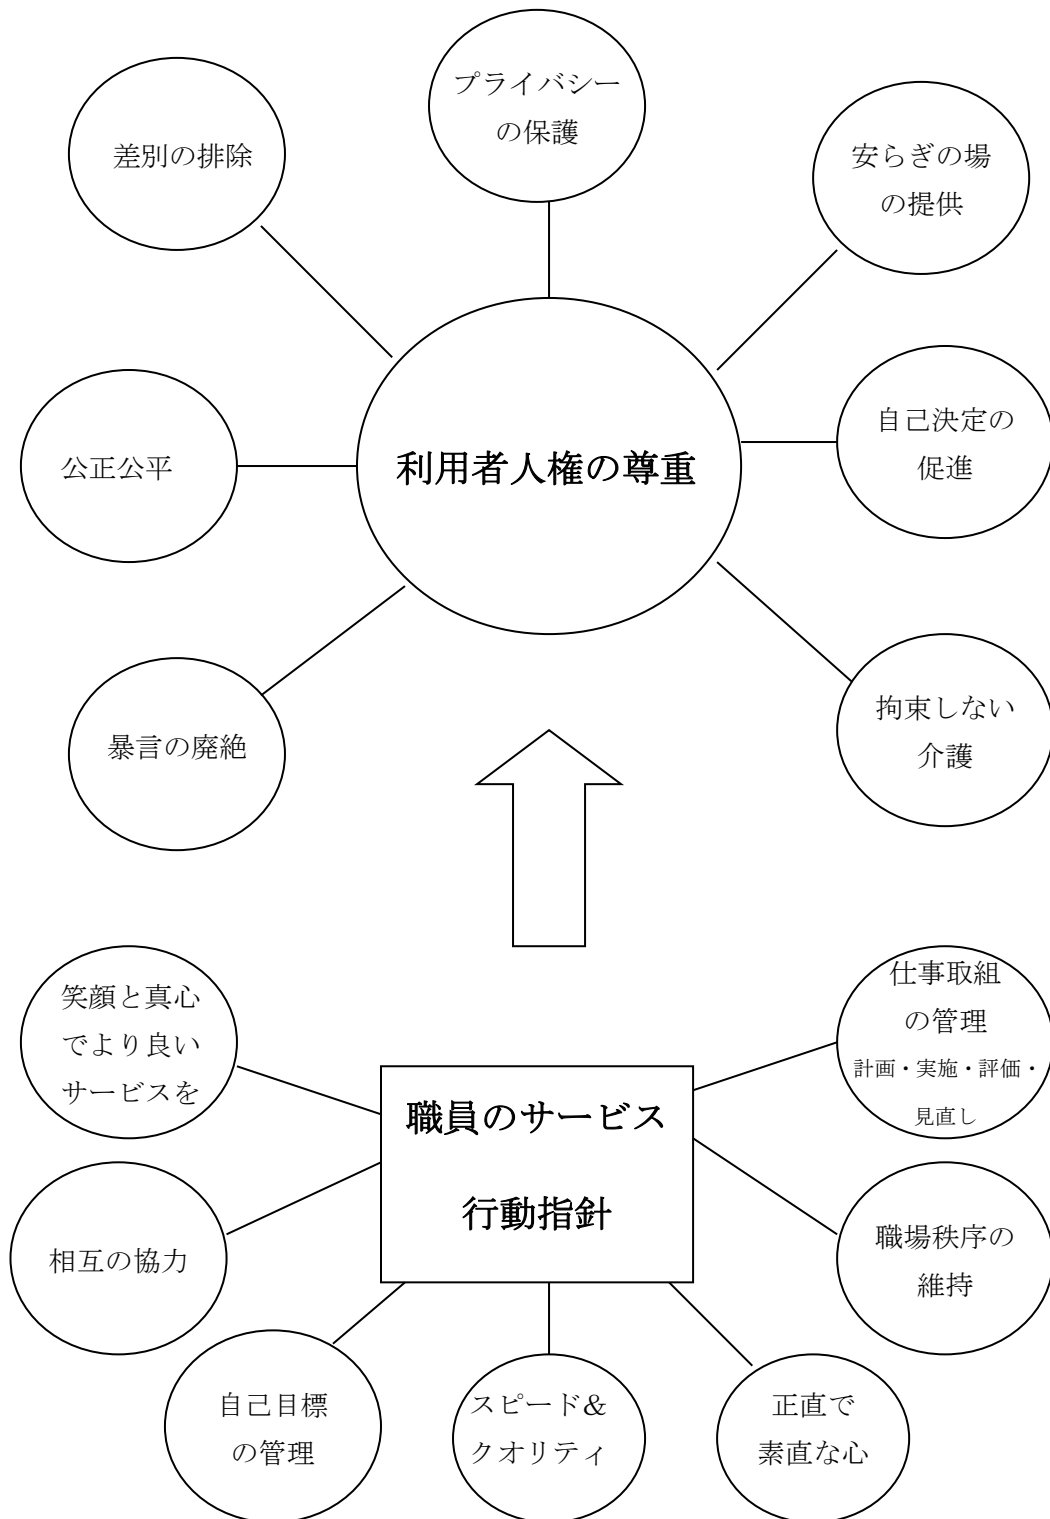 プライバシー
の保護
差別の排除
安らぎの場
の提供
自己決定の
促進
公正公平
利用者人権の尊重
拘束しない
介護
暴言の廃絶
笑顔と真心
でより良い
サービスを
仕事取組
の管理
計画・実施・評価・
見直し
職員のサービス
行動指針
相互の協力
職場秩序の
維持
自己目標
の管理
スピード&
クオリティ
正直で
素直な心